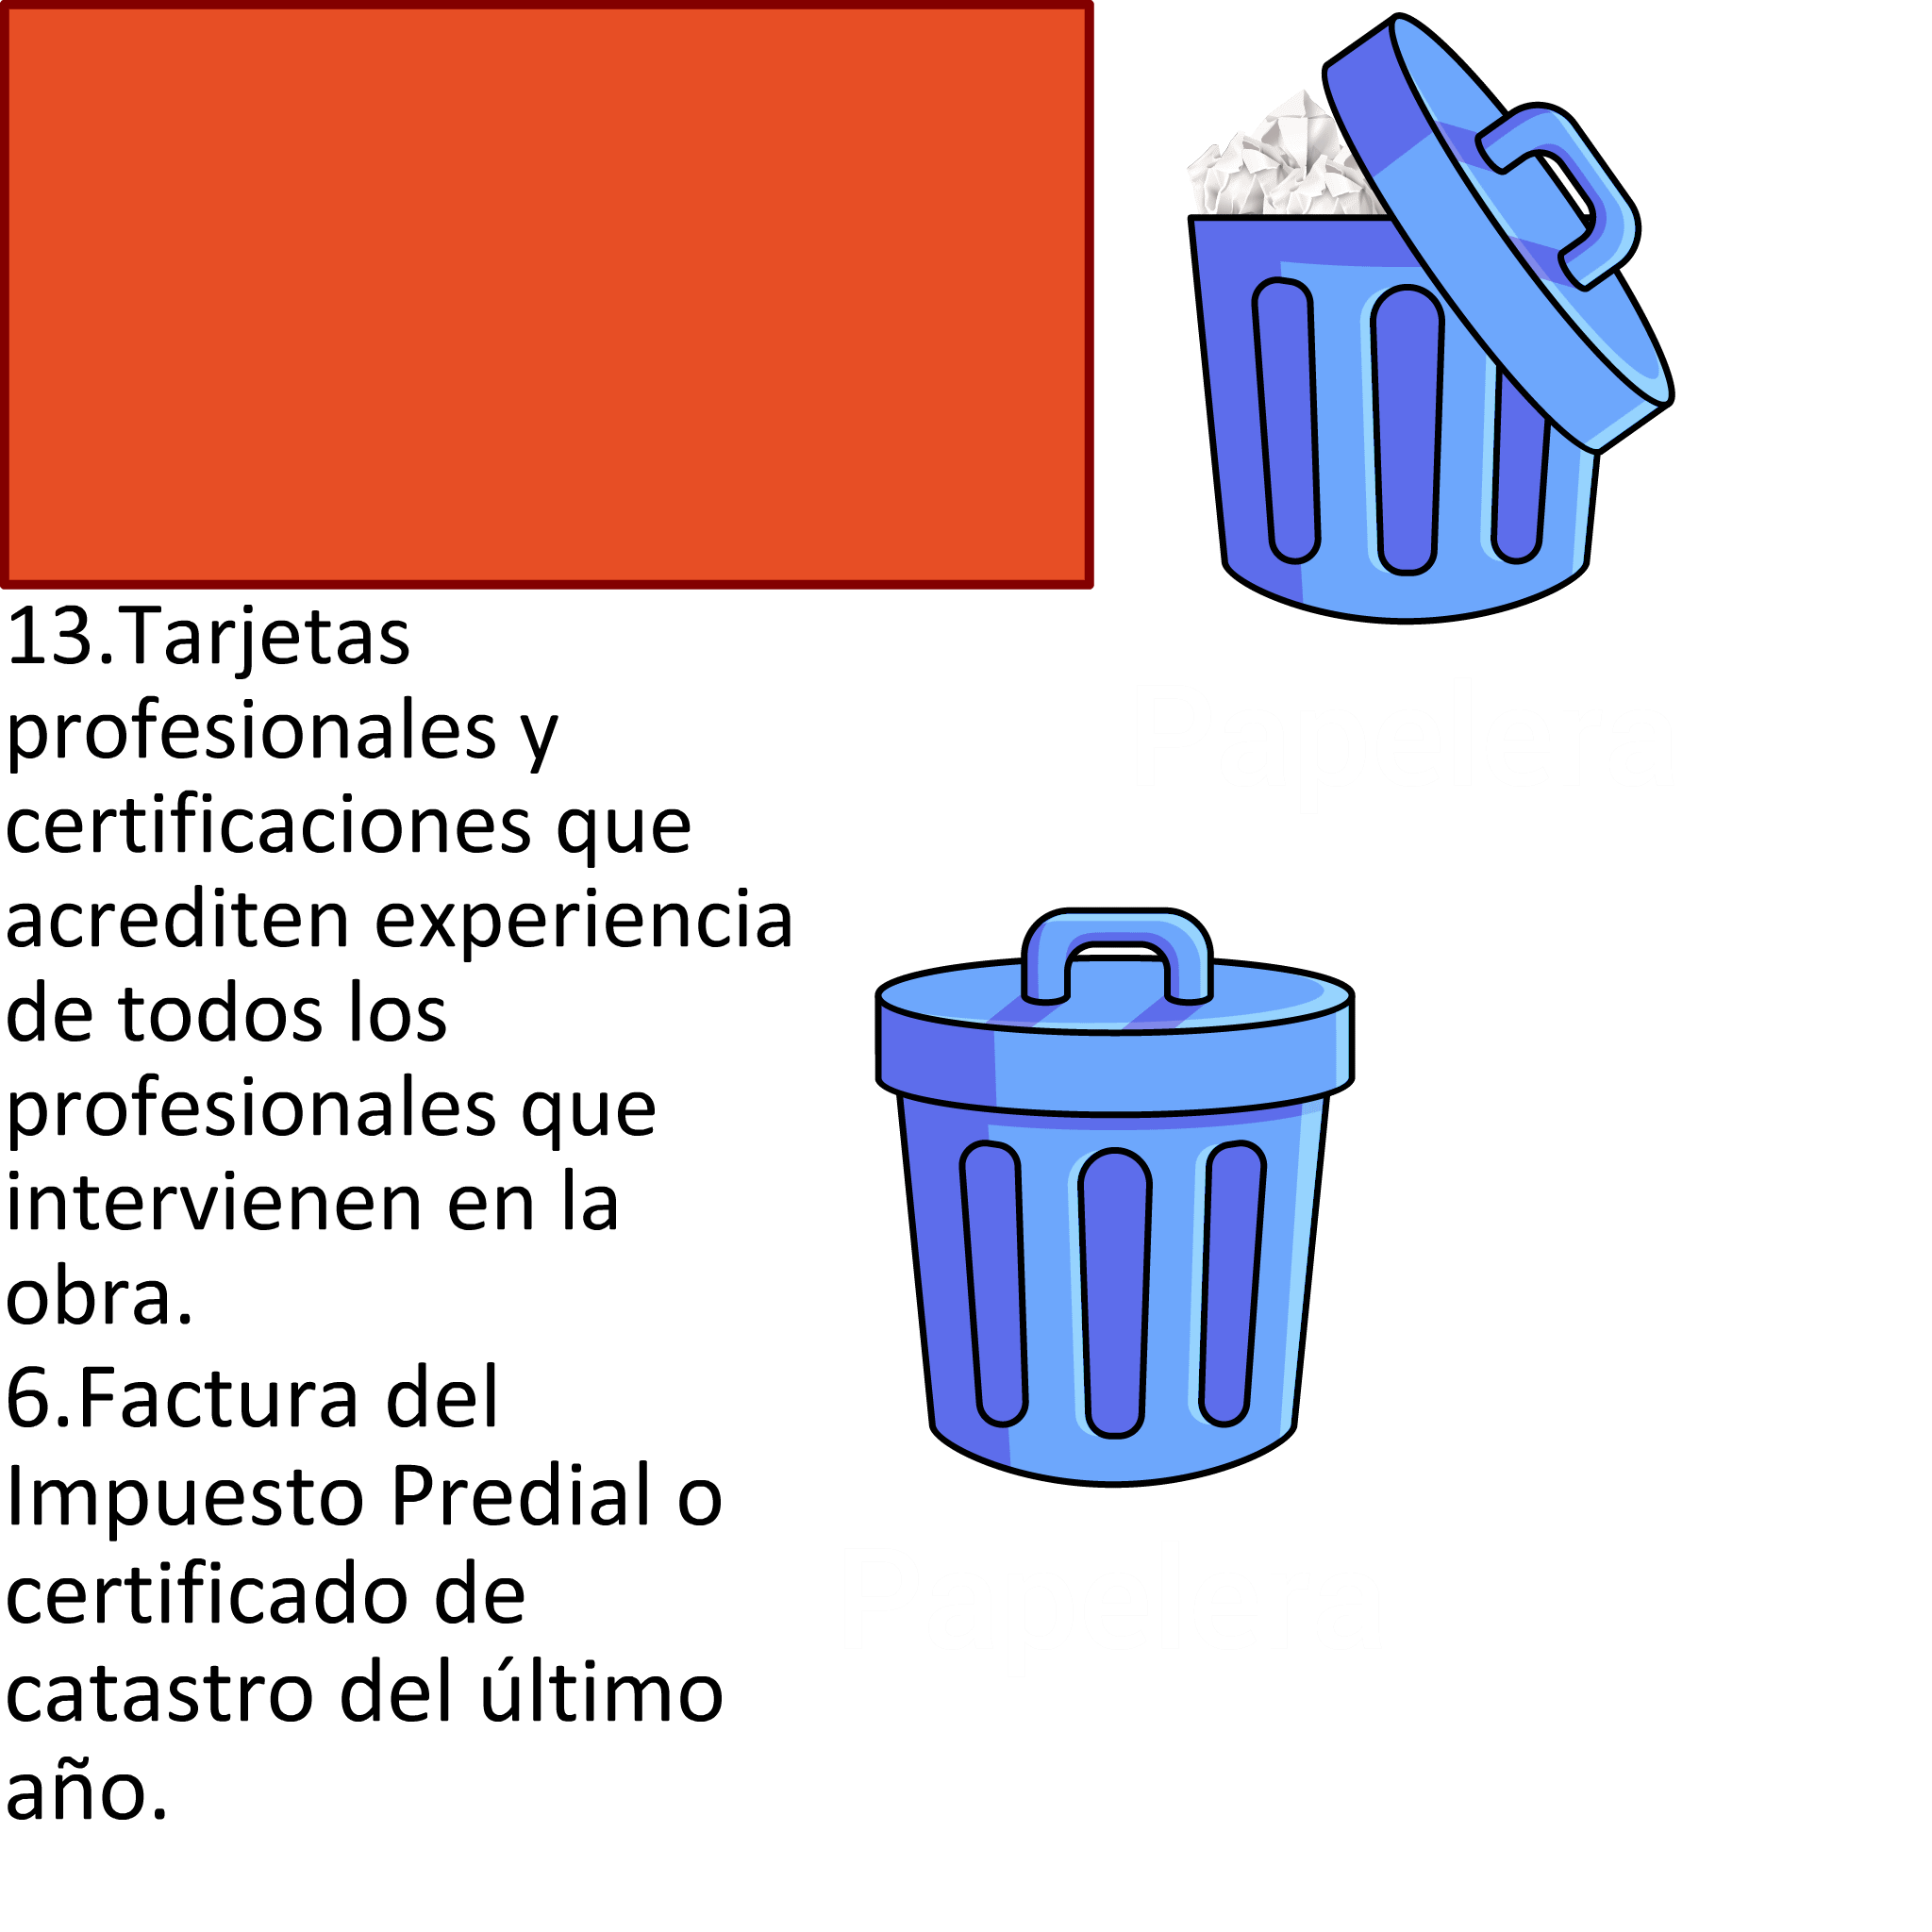 13.Tarjetas
profesionales y
certificaciones que
acrediten experiencia
de todos los
profesionales que
intervienen en la
obra.
6.Factura del
Impuesto Predial o
certificado de
catastro del último
año.